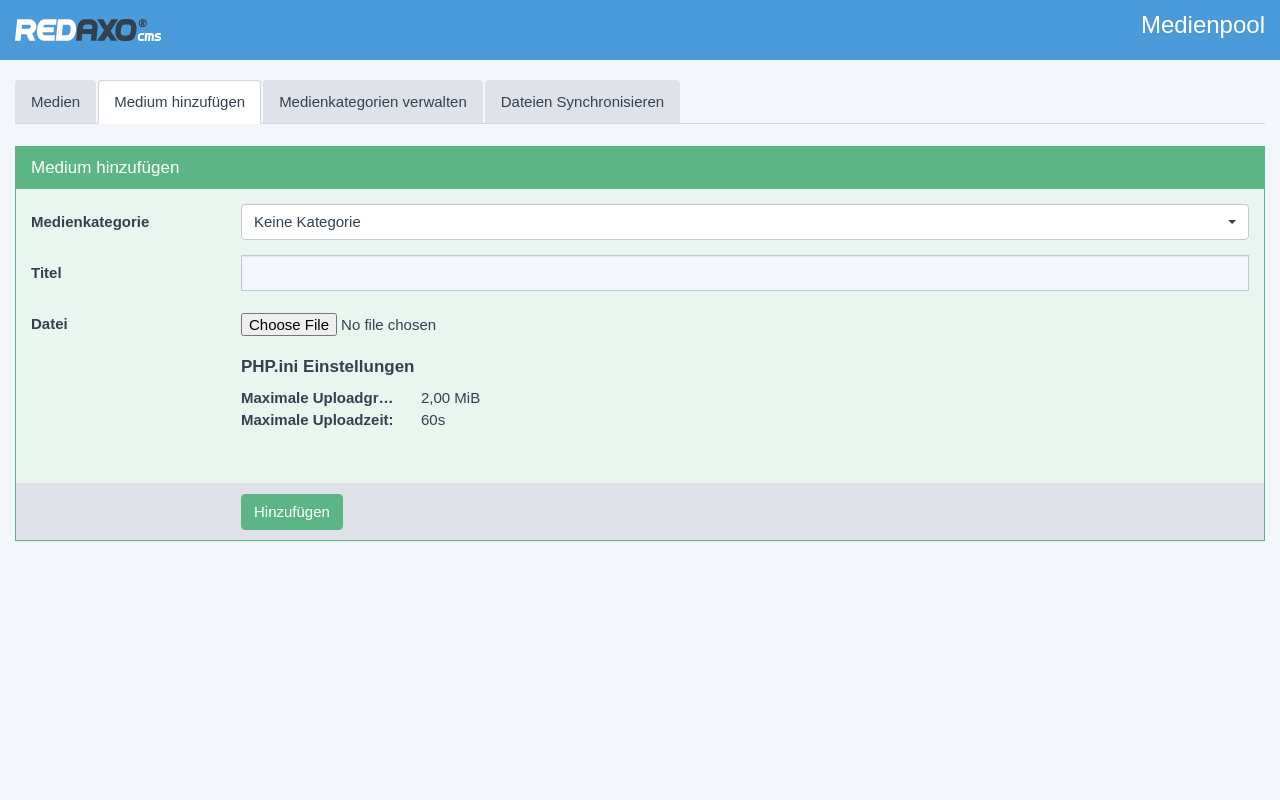 REDAXO® cms
Medienpool
Medien
Medium hinzufügen
Medienkategorien verwalten
Dateien Synchronisieren
Medium hinzufügen
Medienkategorie
Keine Kategorie
Titel
Datei
Choose File No file chosen
PHP.ini Einstellungen
Maximale Uploadgr… 2,00 MiB
Maximale Uploadzeit: 60s
Hinzufügen